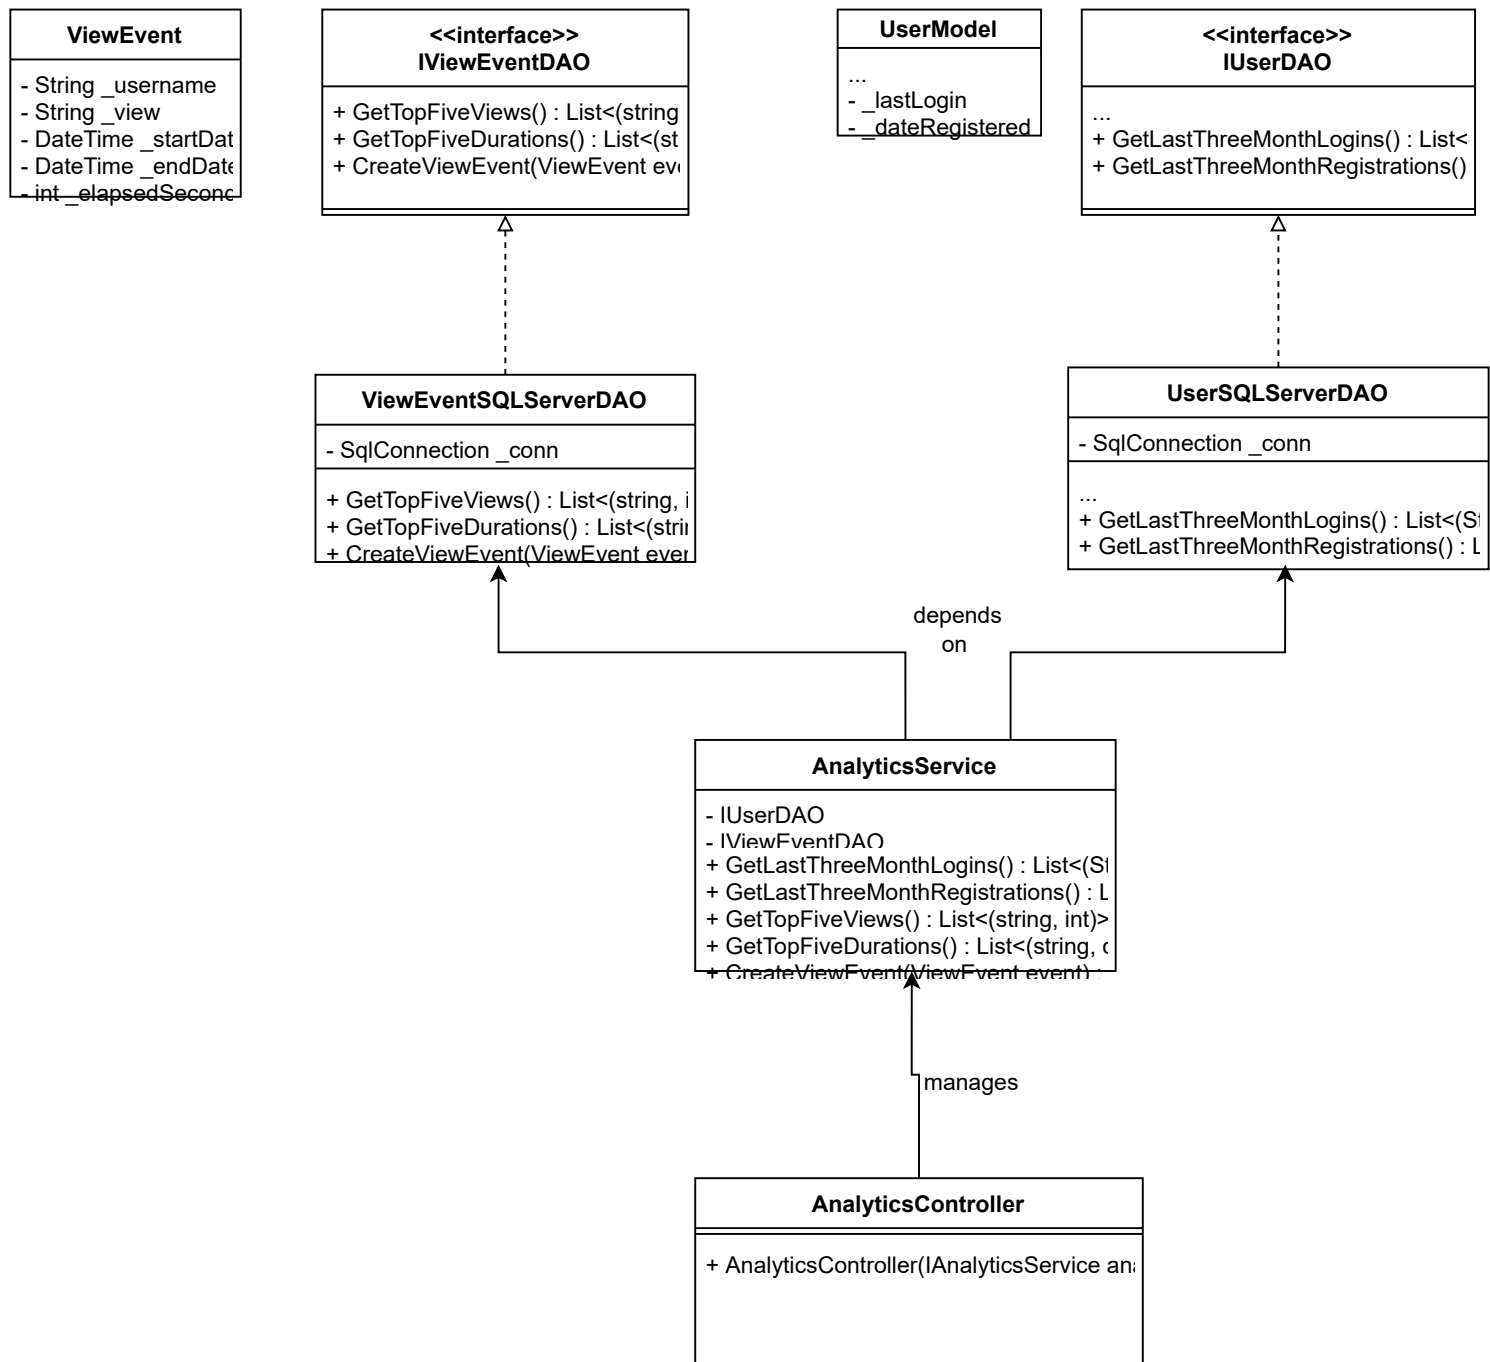 ViewEvent
- String _username
- String _view
- DateTime _startDat
- DateTime _endDate
- int _elapsedSecond
<<interface>>
IViewEventDAO
+ GetTopFiveViews() : List<(string
+ GetTopFiveDurations() : List<(st
+ CreateViewEvent(ViewEvent eve
UserModel
...
- _lastLogin
- _dateRegistered
<<interface>>
IUserDAO
...
+ GetLastThreeMonthLogins() : List<
+ GetLastThreeMonthRegistrations()
ViewEventSQLServerDAO
- SqlConnection _conn
+ GetTopFiveViews() : List<(string, i
+ GetTopFiveDurations() : List<(strin
+ CreateViewEvent(ViewEvent even
UserSQLServerDAO
- SqlConnection _conn
...
+ GetLastThreeMonthLogins() : List<(St
+ GetLastThreeMonthRegistrations() : L
depends
on
AnalyticsService
- IUserDAO
- IViewEventDAO
+ GetLastThreeMonthLogins() : List<(St
+ GetLastThreeMonthRegistrations() : L
+ GetTopFiveViews() : List<(string, int)>
+ GetTopFiveDurations() : List<(string, d
+ CreateViewEvent(ViewEvent event) :
manages
AnalyticsController
+ AnalyticsController(IAnalyticsService ana